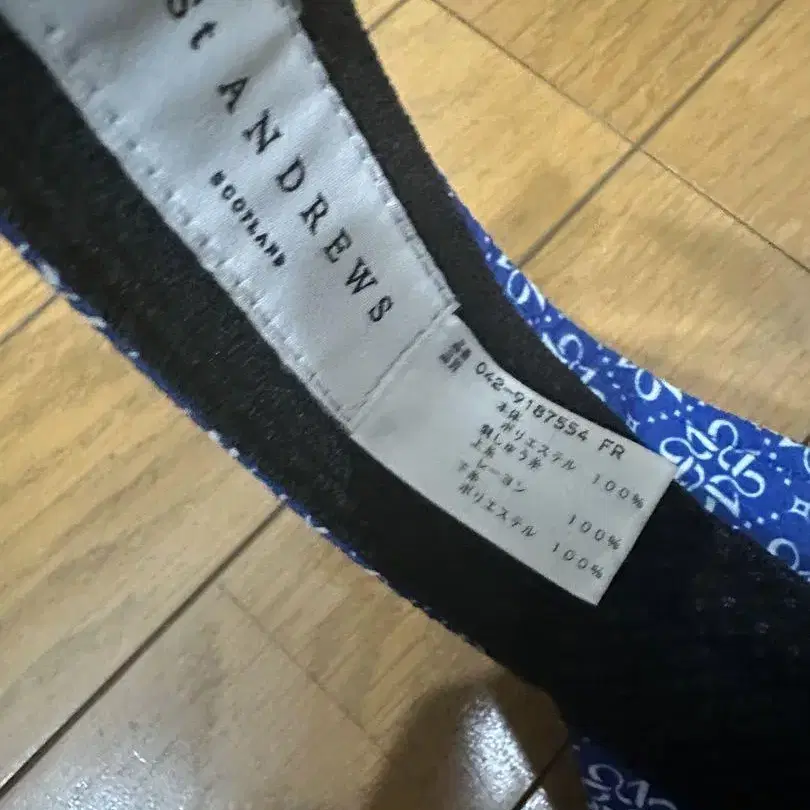 St ANDREWS
SCOTLAND
品番 042-9187554 FR
本体
ポリエステル 100%
刺しゅう糸
上糸
レーヨン 100%
下糸
ポリエステル 100%